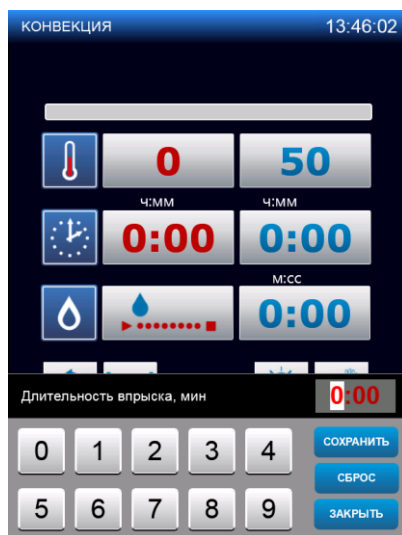 КОНВЕКЦИЯ 13:46:02
0 50
ч:мм ч:мм
0:00 0:00
м:сс
0:00
Длительность впрыска, мин 0:00
0 1 2 3 4 СОХРАНИТЬ
СБРОС
5 6 7 8 9 ЗАКРЫТЬ